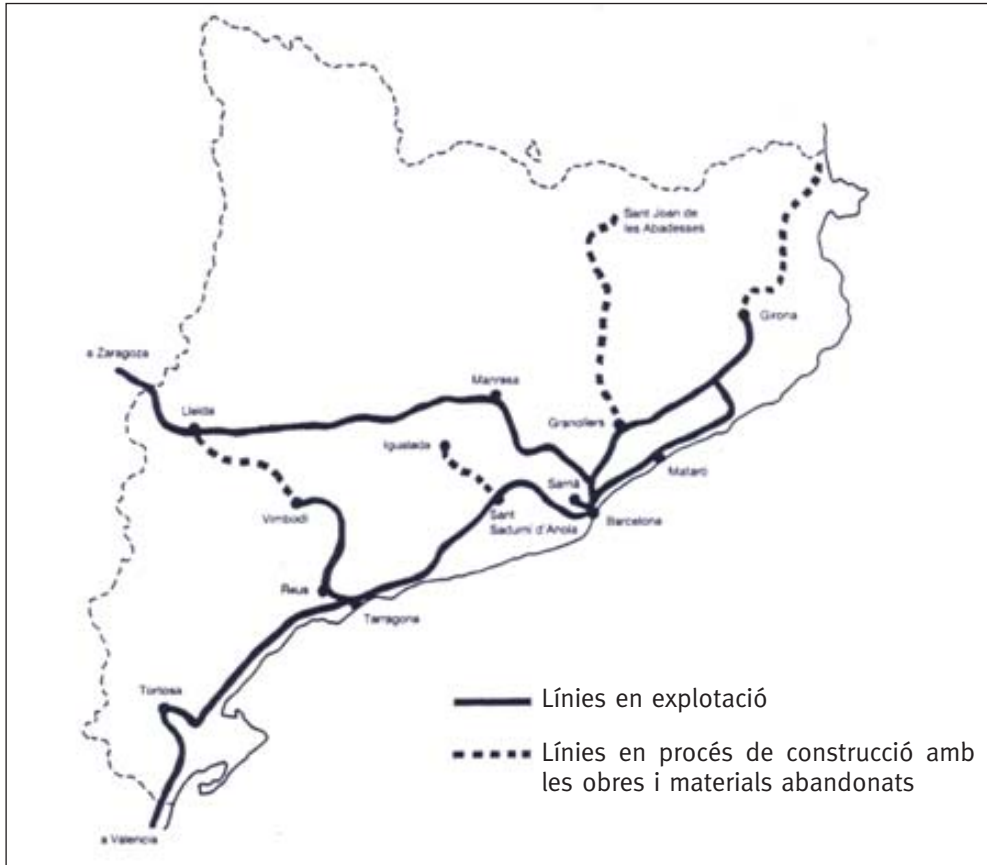 Sant Joan de
les Abadesses
Girona
a Zaragoza
Manresa
Lleida
Granollers
Igualada
Mataró
Sarrià
Vimbodí
Sant
Sadurní d'Anoia
Barcelona
Reus
Tarragona
Tortosa
Línies en explotació
Línies en procés de construcció amb
les obres i materials abandonats
a Valencia